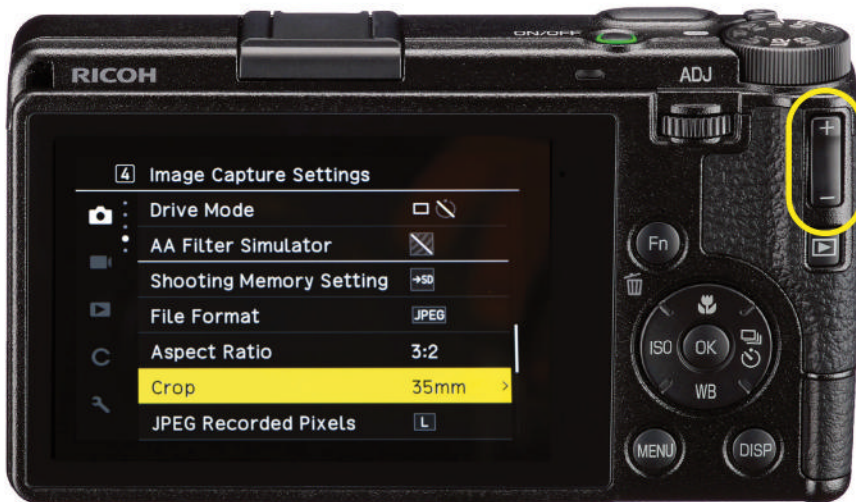 ON/OFF
RICOH
ADJ
4 Image Capture Settings
Drive Mode
AA Filter Simulator
Shooting Memory Setting →SD
File Format JPEG
Aspect Ratio 3:2
Crop 35mm >
JPEG Recorded Pixels L
C
+
−
Fn
ISO
OK
WB
MENU
DISP